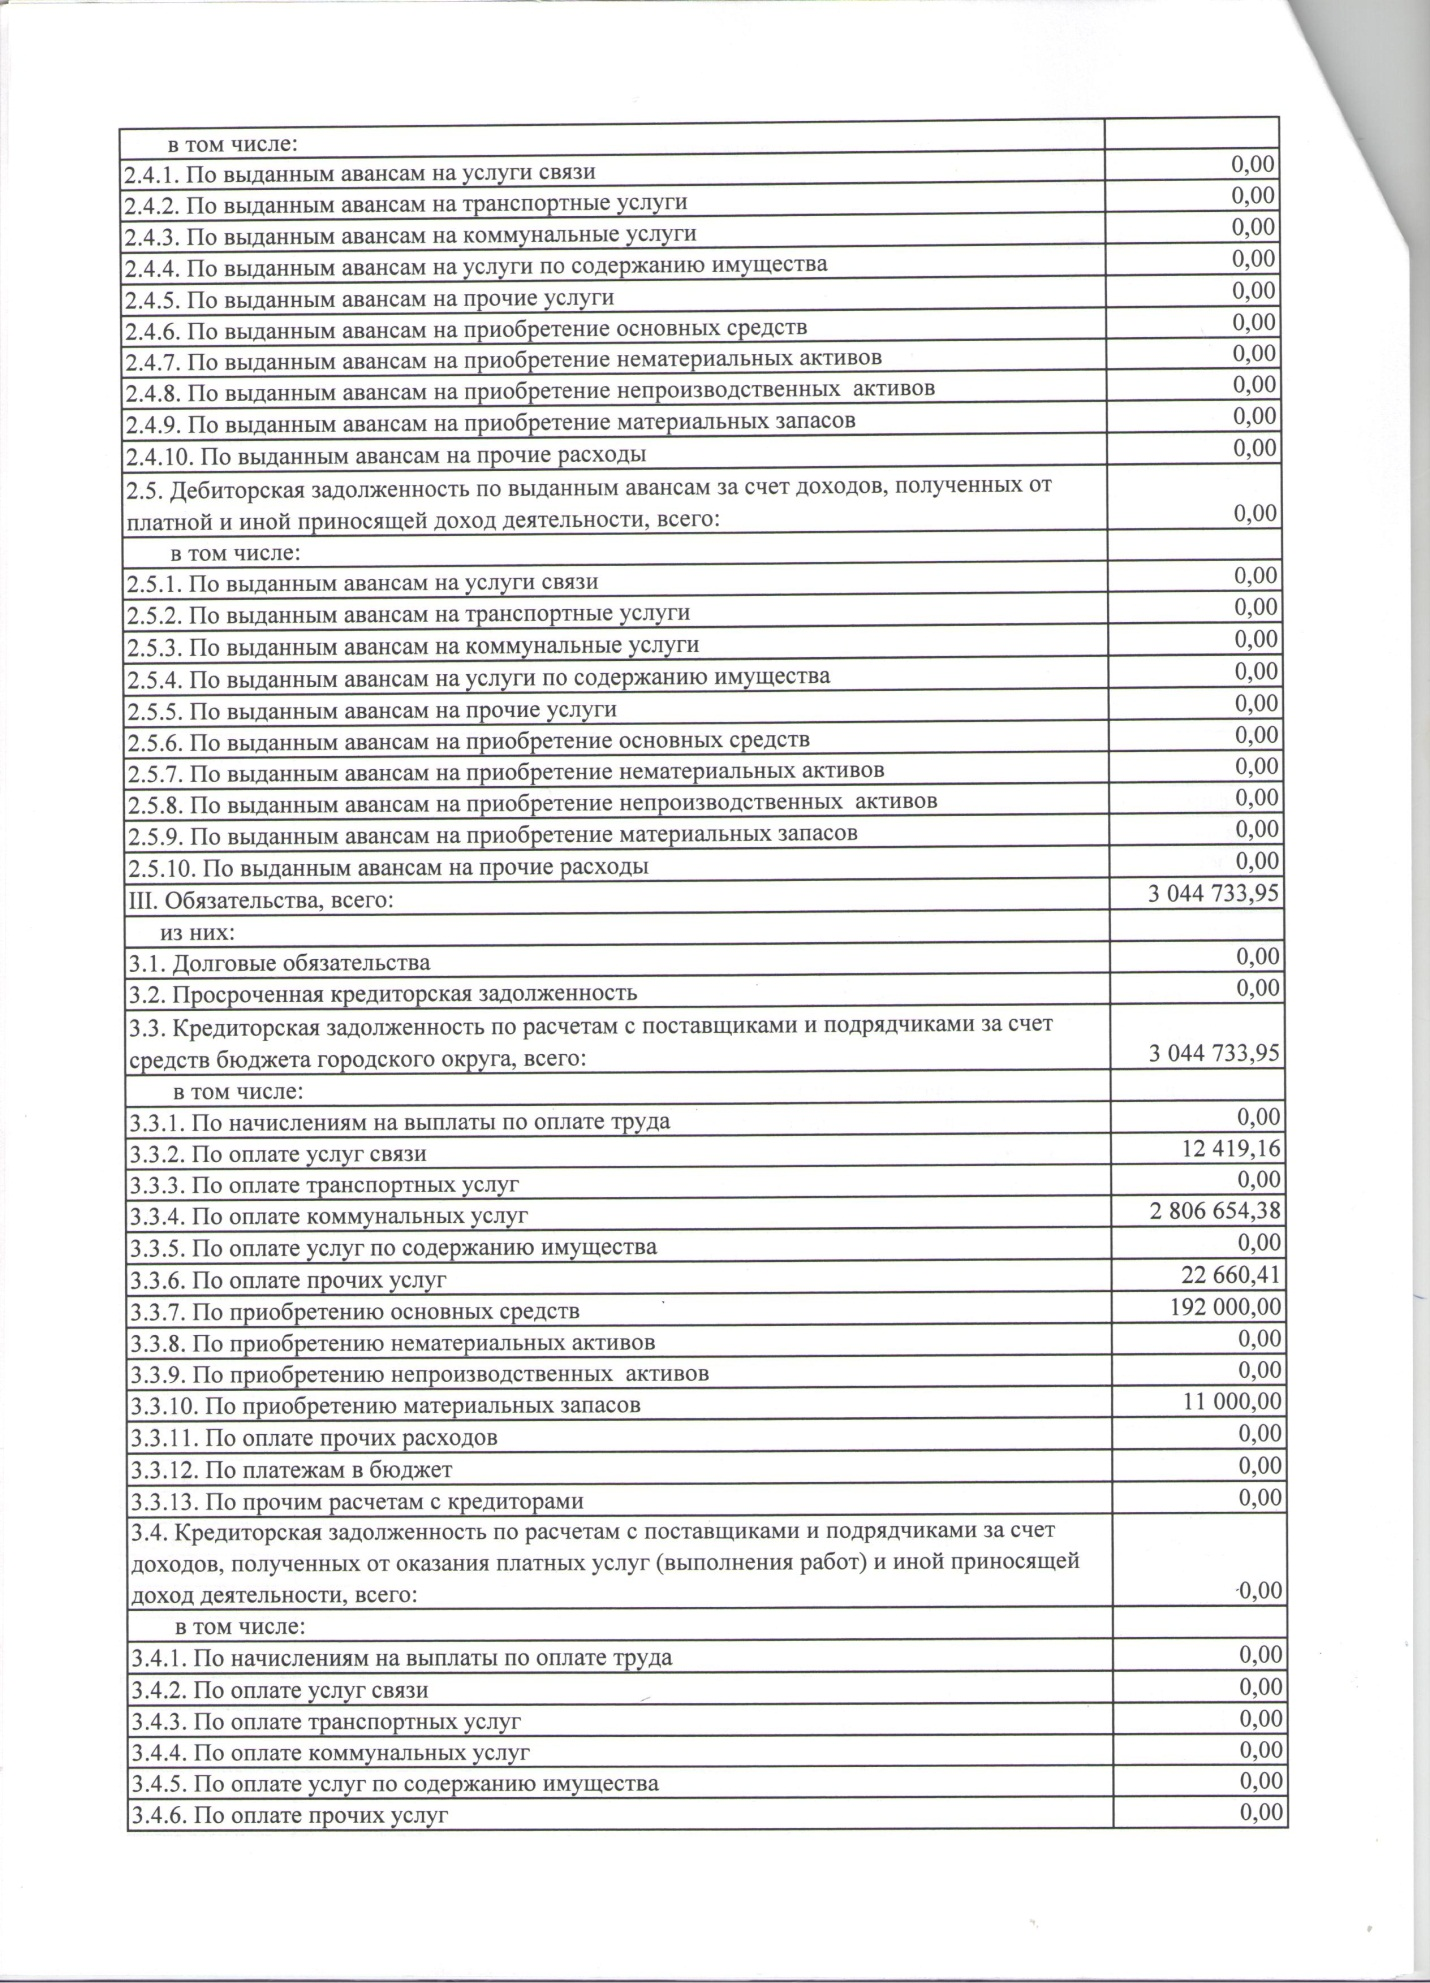 в том числе:
2.4.1. По выданным авансам на услуги связи 0,00
2.4.2. По выданным авансам на транспортные услуги 0,00
2.4.3. По выданным авансам на коммунальные услуги 0,00
2.4.4. По выданным авансам на услуги по содержанию имущества 0,00
2.4.5. По выданным авансам на прочие услуги 0,00
2.4.6. По выданным авансам на приобретение основных средств 0,00
2.4.7. По выданным авансам на приобретение нематериальных активов 0,00
2.4.8. По выданным авансам на приобретение непроизводственных активов 0,00
2.4.9. По выданным авансам на приобретение материальных запасов 0,00
2.4.10. По выданным авансам на прочие расходы 0,00
2.5. Дебиторская задолженность по выданным авансам за счет доходов, полученных от
платной и иной приносящей доход деятельности, всего: 0,00
в том числе:
2.5.1. По выданным авансам на услуги связи 0,00
2.5.2. По выданным авансам на транспортные услуги 0,00
2.5.3. По выданным авансам на коммунальные услуги 0,00
2.5.4. По выданным авансам на услуги по содержанию имущества 0,00
2.5.5. По выданным авансам на прочие услуги 0,00
2.5.6. По выданным авансам на приобретение основных средств 0,00
2.5.7. По выданным авансам на приобретение нематериальных активов 0,00
2.5.8. По выданным авансам на приобретение непроизводственных активов 0,00
2.5.9. По выданным авансам на приобретение материальных запасов 0,00
2.5.10. По выданным авансам на прочие расходы 0,00
III. Обязательства, всего: 3 044 733,95
из них:
3.1. Долговые обязательства 0,00
3.2. Просроченная кредиторская задолженность 0,00
3.3. Кредиторская задолженность по расчетам с поставщиками и подрядчиками за счет
средств бюджета городского округа, всего: 3 044 733,95
в том числе:
3.3.1. По начислениям на выплаты по оплате труда 0,00
3.3.2. По оплате услуг связи 12 419,16
3.3.3. По оплате транспортных услуг 0,00
3.3.4. По оплате коммунальных услуг 2 806 654,38
3.3.5. По оплате услуг по содержанию имущества 0,00
3.3.6. По оплате прочих услуг 22 660,41
3.3.7. По приобретению основных средств 192 000,00
3.3.8. По приобретению нематериальных активов 0,00
3.3.9. По приобретению непроизводственных активов 0,00
3.3.10. По приобретению материальных запасов 11 000,00
3.3.11. По оплате прочих расходов 0,00
3.3.12. По платежам в бюджет 0,00
3.3.13. По прочим расчетам с кредиторами 0,00
3.4. Кредиторская задолженность по расчетам с поставщиками и подрядчиками за счет
доходов, полученных от оказания платных услуг (выполнения работ) и иной приносящей
доход деятельности, всего: 0,00
в том числе:
3.4.1. По начислениям на выплаты по оплате труда 0,00
3.4.2. По оплате услуг связи 0,00
3.4.3. По оплате транспортных услуг 0,00
3.4.4. По оплате коммунальных услуг 0,00
3.4.5. По оплате услуг по содержанию имущества 0,00
3.4.6. По оплате прочих услуг 0,00